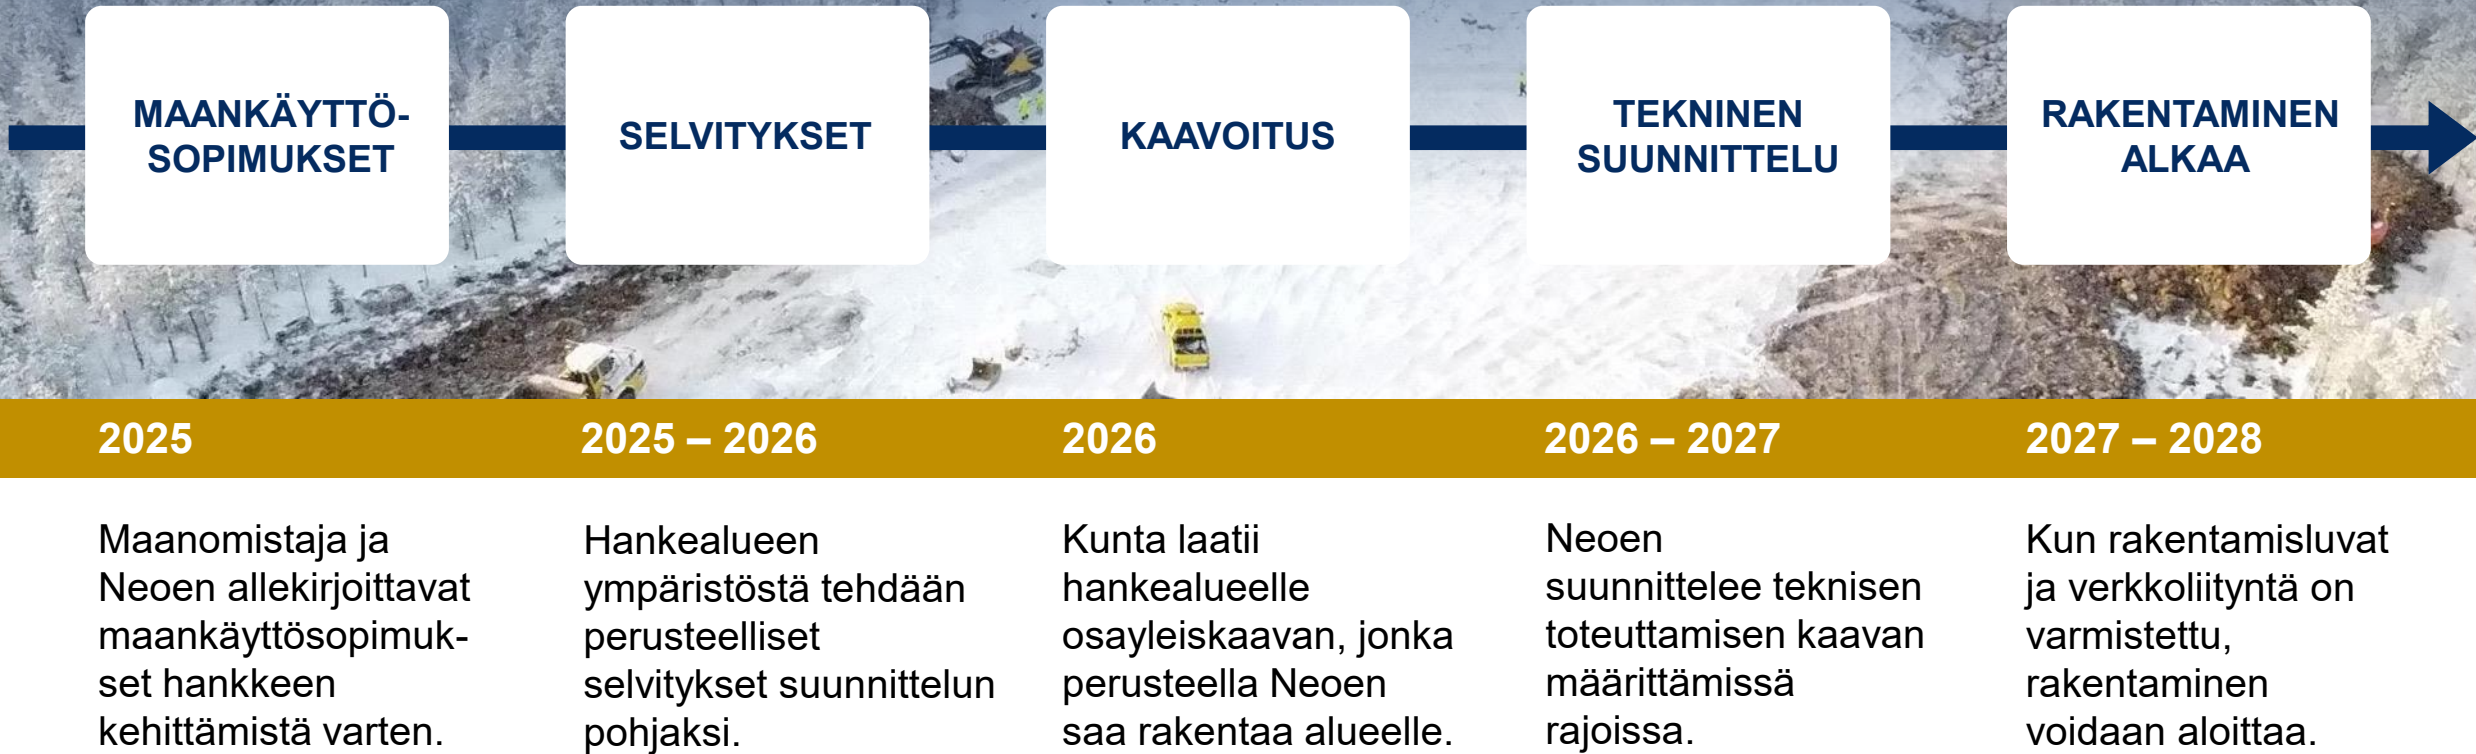 MAANKÄYTTÖ-
SOPIMUKSET
SELVITYKSET
KAAVOITUS
TEKNINEN
SUUNNITTELU
RAKENTAMINEN
ALKAA
2025
2025 – 2026
2026
2026 – 2027
2027 – 2028
Maanomistaja ja
Neoen allekirjoittavat
maankäyttösopimuk-
set hankkeen
kehittämistä varten.
Hankealueen
ympäristöstä tehdään
perusteelliset
selvitykset suunnittelun
pohjaksi.
Kunta laatii
hankealueelle
osayleiskaavan, jonka
perusteella Neoen
saa rakentaa alueelle.
Neoen
suunnittelee teknisen
toteuttamisen kaavan
määrittämissä
rajoissa.
Kun rakentamisluvat
ja verkkoliityntä on
varmistettu,
rakentaminen
voidaan aloittaa.